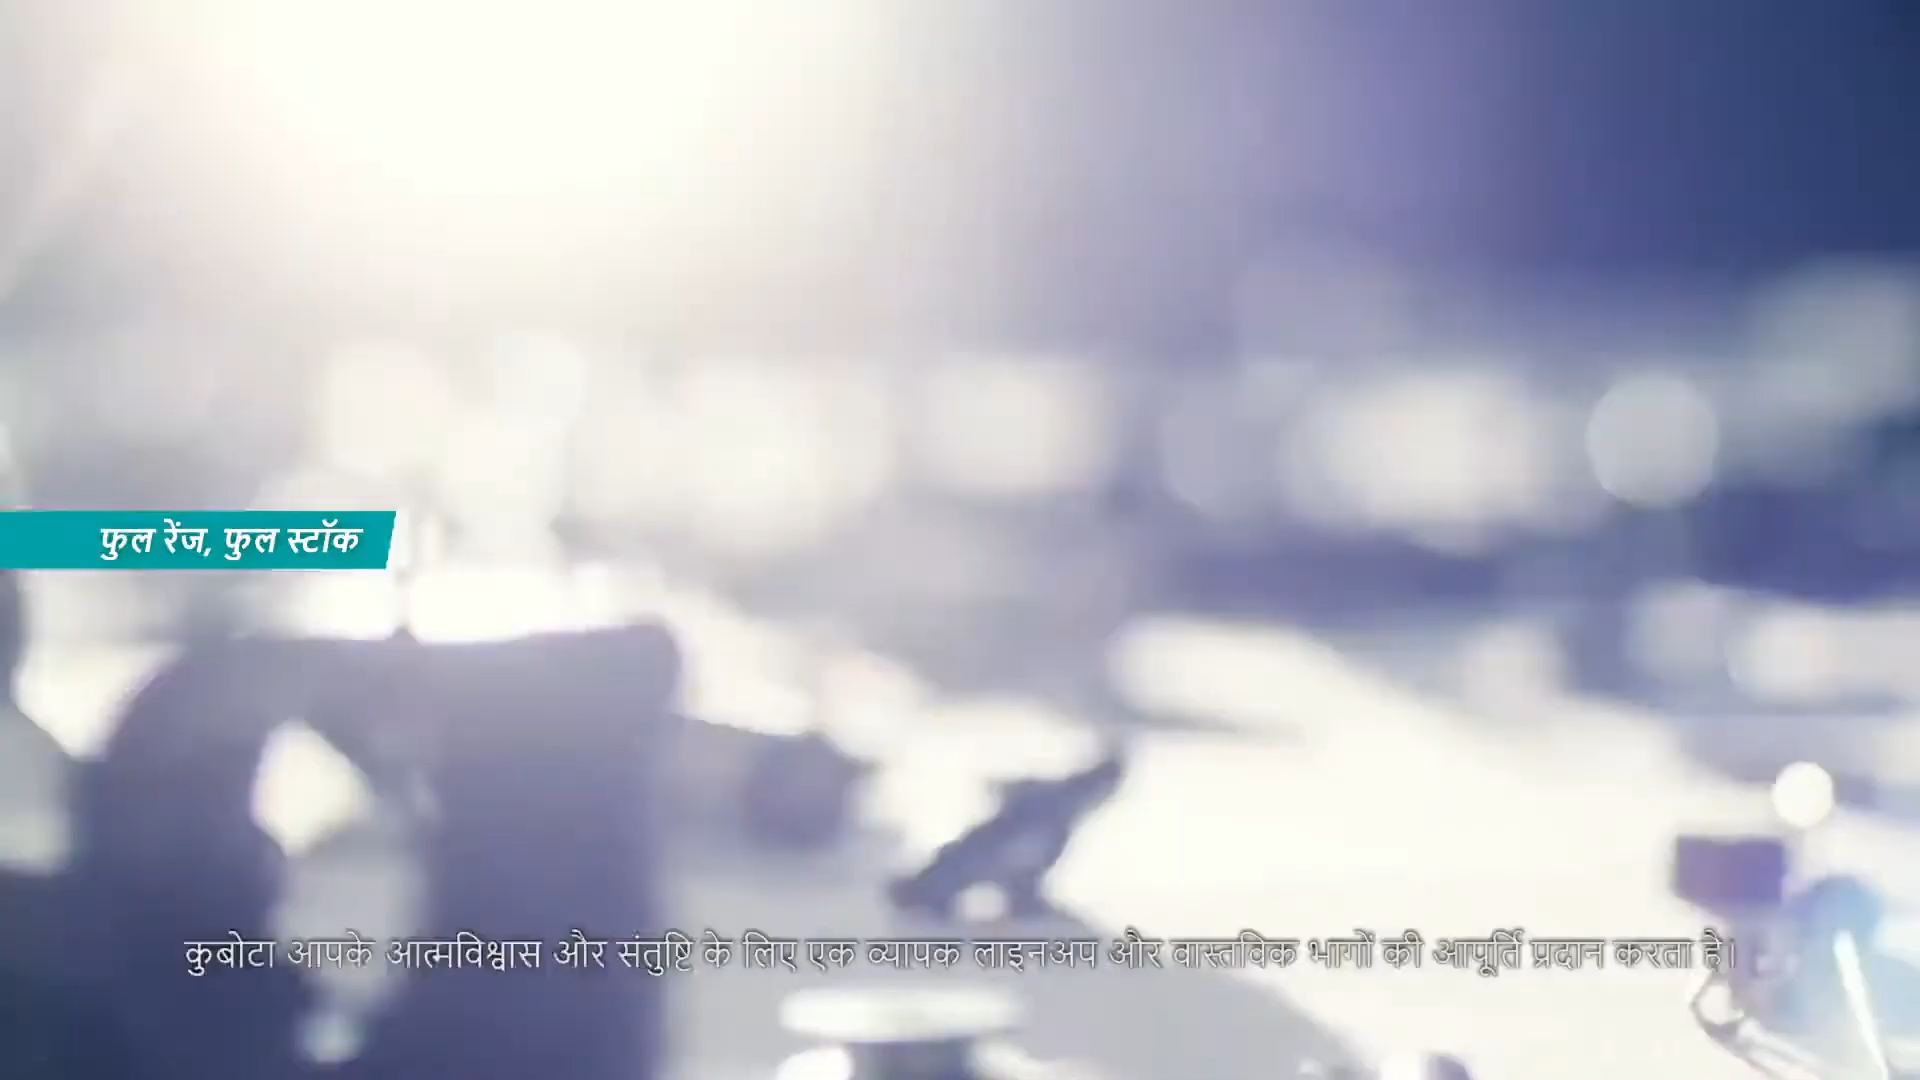 फुल रेंज, फुल स्टॉक
कुबोटा आपके आत्मविश्वास और संतुष्टि के लिए एक व्यापक लाइनअप और वास्तविक भागों की आपूर्ति प्रदान करता है।